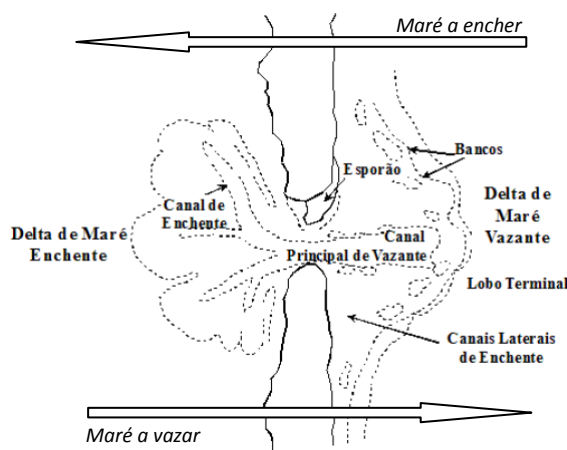 Maré a encher
Bancos
Esporão
Canal de
Enchente
Delta de Maré
Enchente
Canal
Principal de Vazante
Delta de
Maré
Vazante
Lobo Terminal
Canais Laterais
de Enchente
Maré a vazar